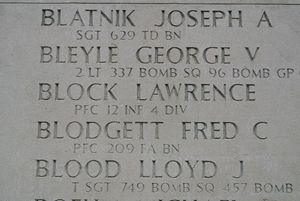 BLATNIK JOSEPH A
SGT 629 TD BN
BLEYLE GEORGE V
2 LT 337 BOMB SQ 96 BOMB GP
BLOCK LAWRENCE
PFC 12 INF 4 DIV
BLODGETT FRED C
PFC 209 FA BN
BLOOD LLOYD J
T SGT 749 BOMB SQ 457 BOMB